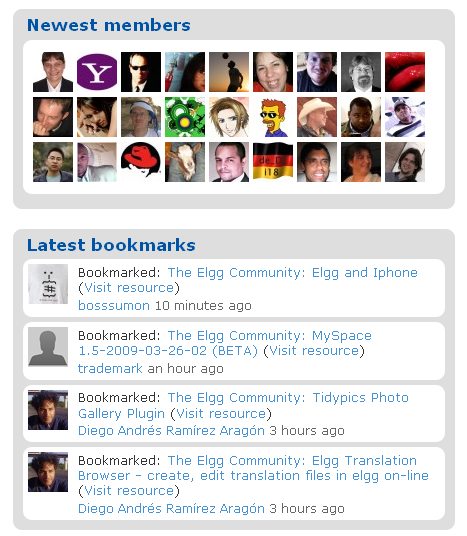 Newest members
Y
de_D
i18
Latest bookmarks
Bookmarked: The Elgg Community: Elgg and Iphone
(Visit resource)
bosssumon 10 minutes ago
Bookmarked: The Elgg Community: MySpace
1.5-2009-03-26-02 (BETA) (Visit resource)
trademark an hour ago
Bookmarked: The Elgg Community: Tidypics Photo
Gallery Plugin (Visit resource)
Diego Andrés Ramírez Aragón 3 hours ago
Bookmarked: The Elgg Community: Elgg Translation
Browser - create, edit translation files in elgg on-line
(Visit resource)
Diego Andrés Ramírez Aragón 3 hours ago